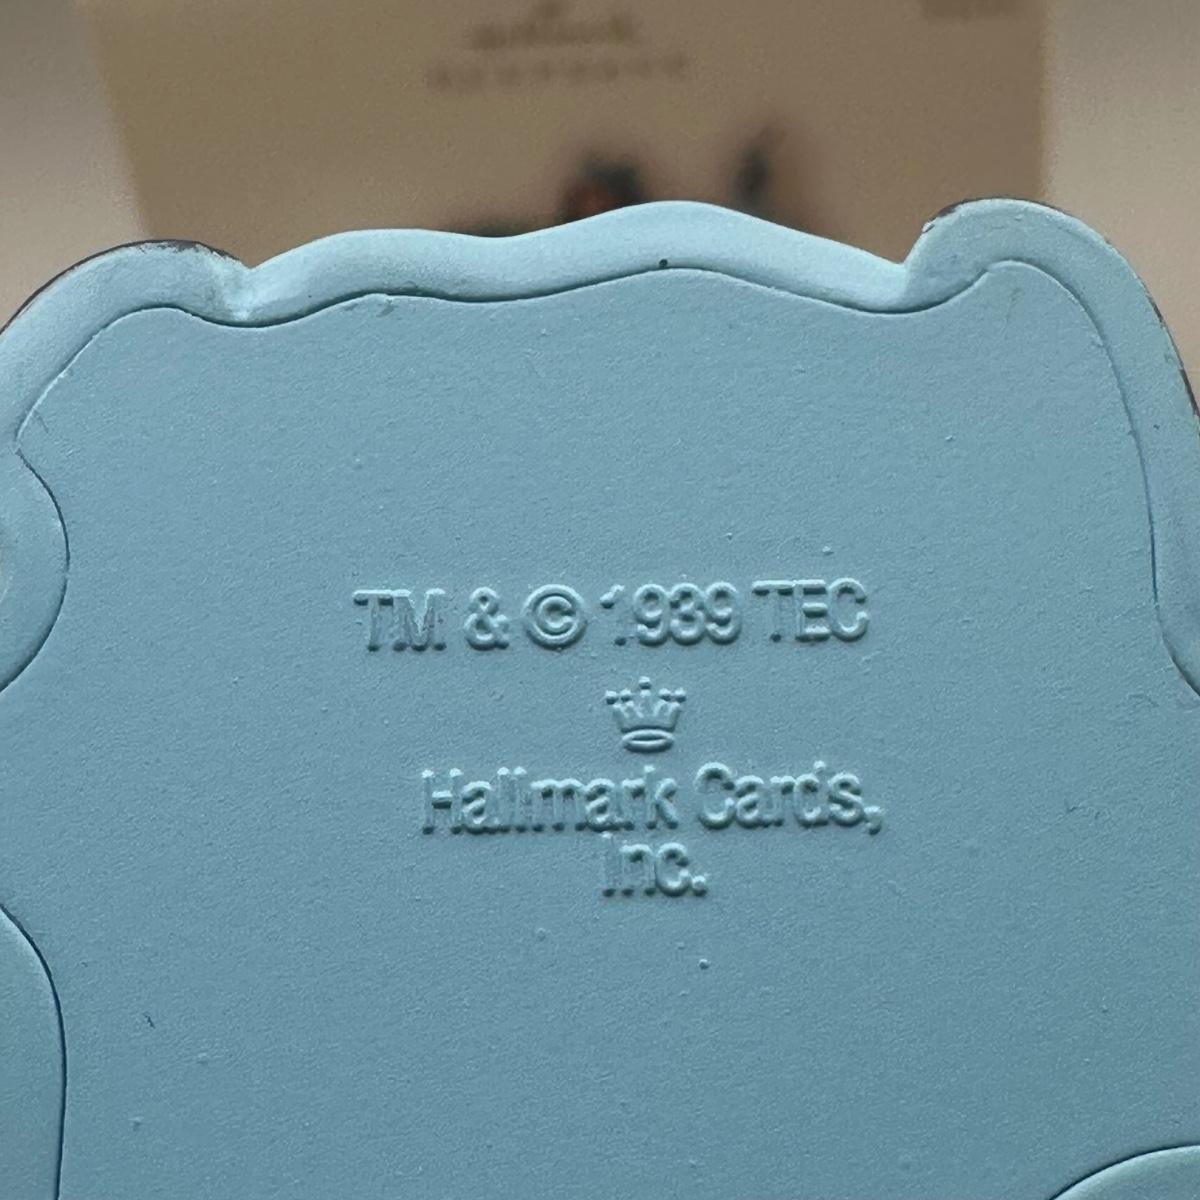 TM & © 1939 TEC
Hallmark Cards,
Inc.